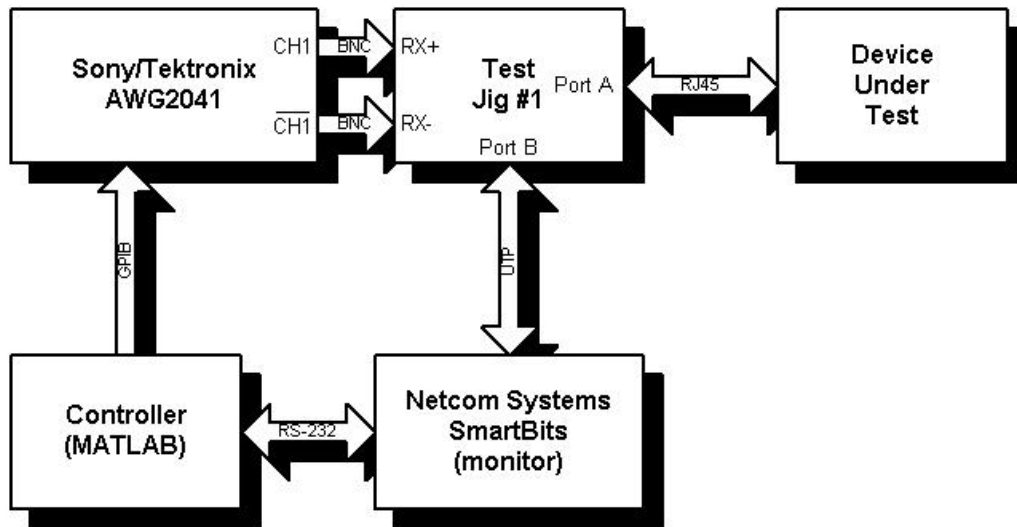 Sony/Tektronix
AWG2041
CH1
BNC
RX+
C̅H̅1̅
BNC
RX-
Test
Jig #1
Port A
Port B
RJ45
Device
Under
Test
GPIB
UTP
Controller
(MATLAB)
RS-232
Netcom Systems
SmartBits
(monitor)